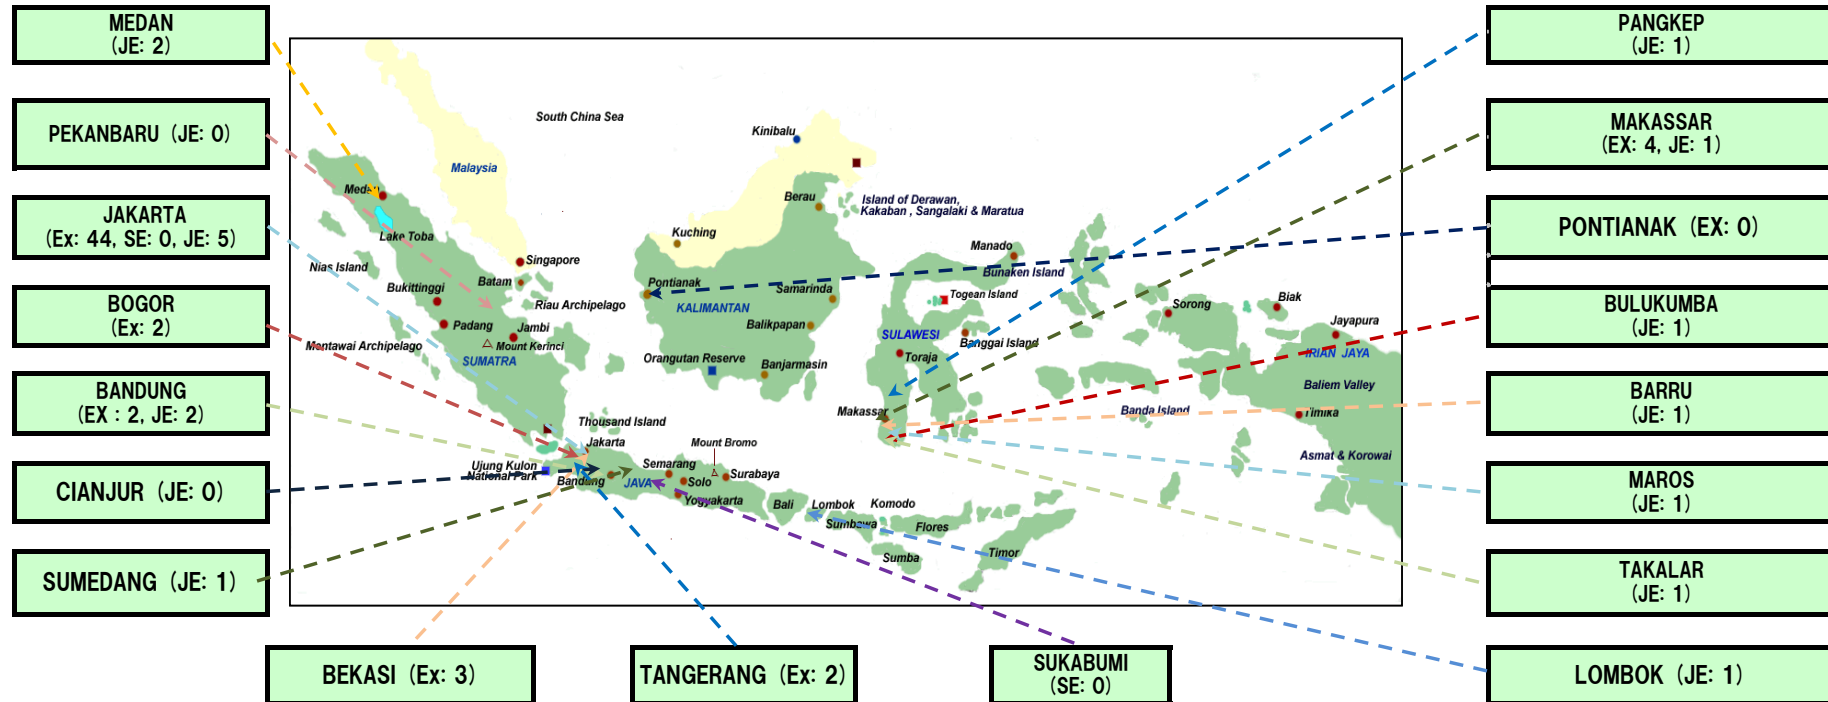 MEDAN
(JE: 2)
PEKANBARU (JE: 0)
JAKARTA
(Ex: 44, SE: 0, JE: 5)
BOGOR
(Ex: 2)
BANDUNG
(EX : 2, JE: 2)
CIANJUR (JE: 0)
SUMEDANG (JE: 1)
BEKASI (Ex: 3)
TANGERANG (Ex: 2)
SUKABUMI
(SE: 0)
PANGKEP
(JE: 1)
MAKASSAR
(EX: 4, JE: 1)
PONTIANAK (EX: 0)
BULUKUMBA
(JE: 1)
BARRU
(JE: 1)
MAROS
(JE: 1)
TAKALAR
(JE: 1)
LOMBOK (JE: 1)
South China Sea
Kinibalu
Malaysia
Medan
Berau
Island of Derawan,
Kakaban , Sangalaki & Maratua
Lake Toba
Kuching
Manado
Nias Island
Singapore
Bunaken Island
Bukittinggi
Batam
Pontianak
Samarinda
Togean Island
Riau Archipelago
KALIMANTAN
Sorong
Biak
Padang
Jambi
Balikpapan
SULAWESI
Banggai Island
Jayapura
Mentawai Archipelago
Mount Kerinci
SUMATRA
Orangutan Reserve
Banjarmasin
Toraja
IRIAN JAYA
Baliem Valley
Makassar
Banda Island
Timika
Thousand Island
Jakarta
Mount Bromo
Asmat & Korowai
Ujung Kulon
National Park
Bandung
JAVA
Semarang
Solo
Surabaya
Yogyakarta
Bali
Lombok
Komodo
Sumbawa
Flores
Sumba
Timor